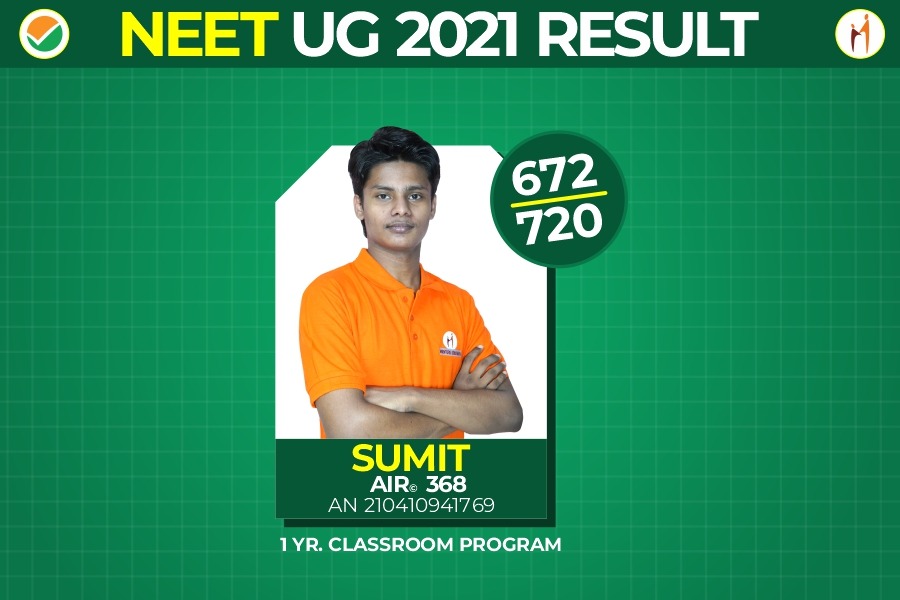 NEET UG 2021 RESULT
672
720
SUMIT
AIR© 368
AN 210410941769
1 YR. CLASSROOM PROGRAM